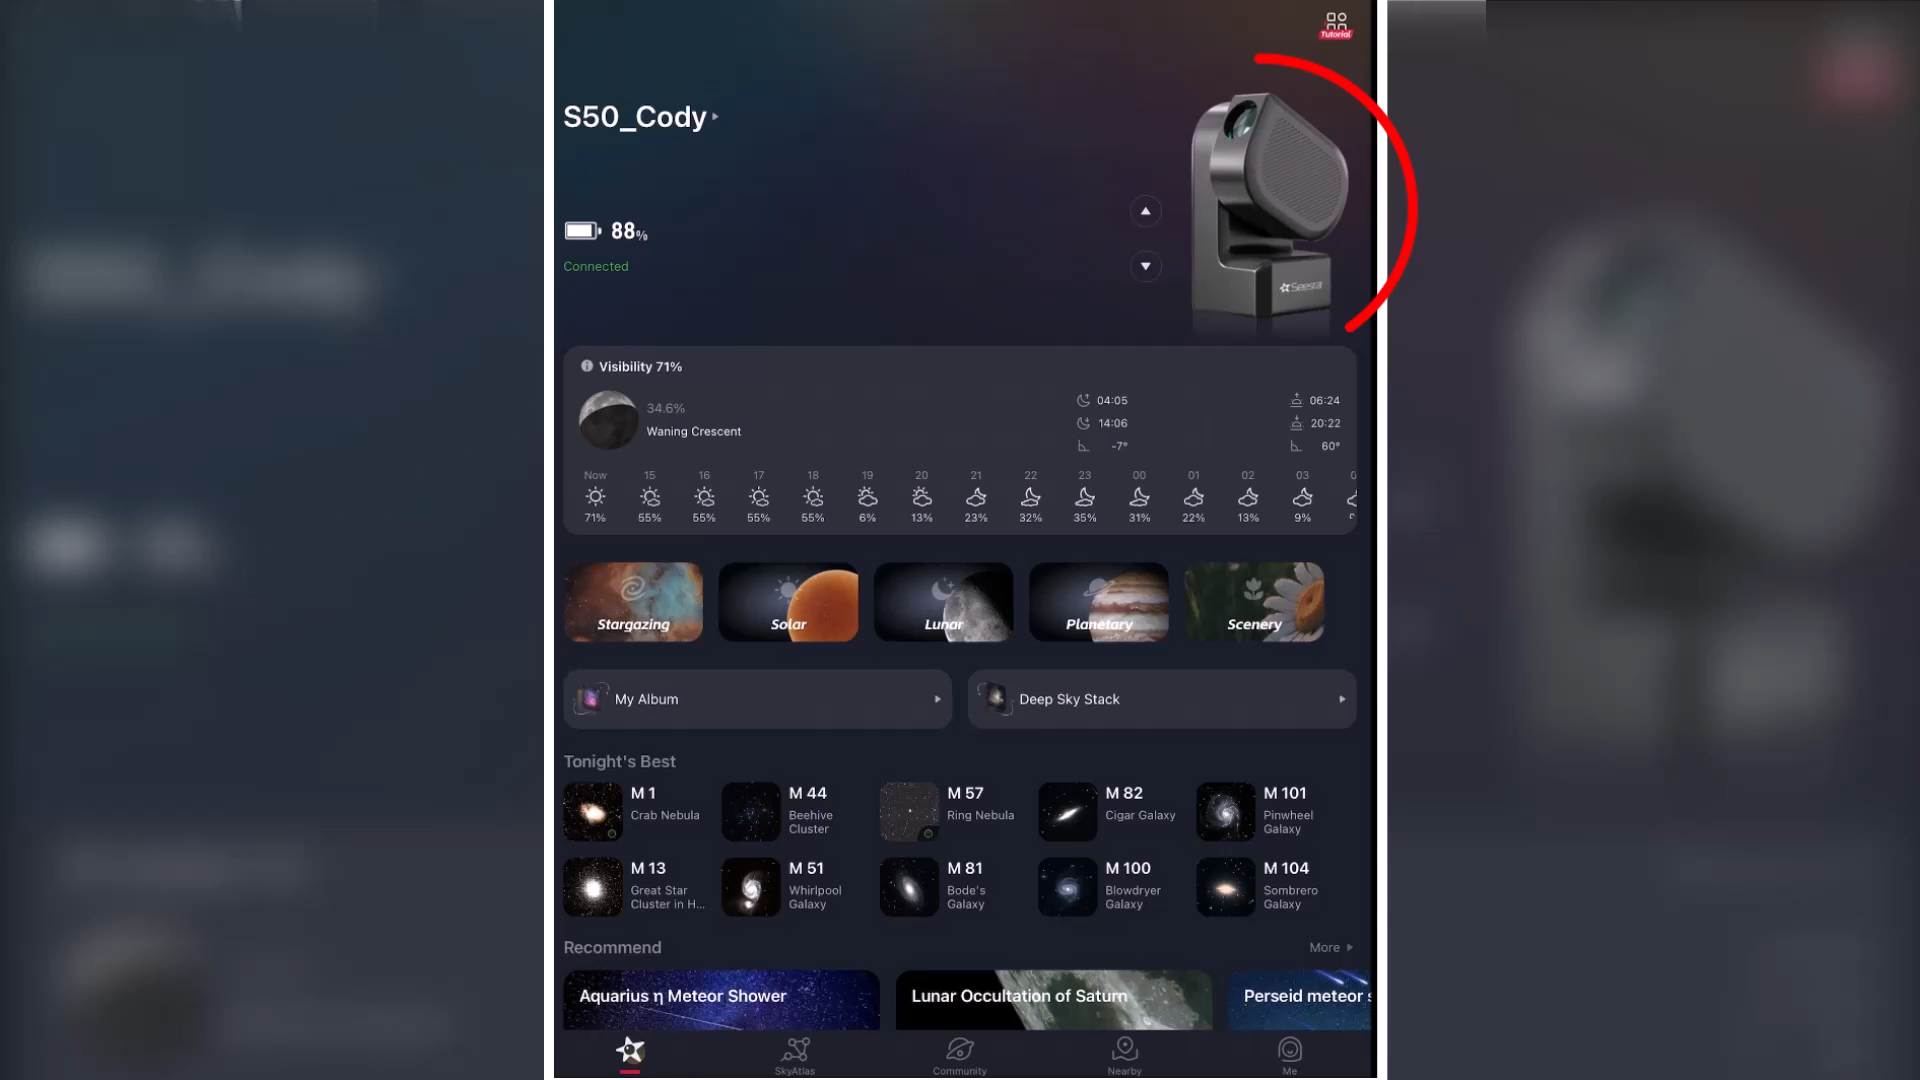 Tutorial
S50_Cody
88%
Connected
Seestar
Visibility 71%
34.6%
Waning Crescent
04:05
14:06
-7°
06:24
20:22
60°
Now 15 16 17 18 19 20 21 22 23 00 01 02 03
71% 55% 55% 55% 55% 6% 13% 23% 32% 35% 31% 22% 13% 9%
Stargazing Solar Lunar Planetary Scenery
My Album
Deep Sky Stack
Tonight's Best
M 1
Crab Nebula
M 44
Beehive
Cluster
M 57
Ring Nebula
M 82
Cigar Galaxy
M 101
Pinwheel
Galaxy
M 13
Great Star
Cluster in H...
M 51
Whirlpool
Galaxy
M 81
Bode's
Galaxy
M 100
Blowdryer
Galaxy
M 104
Sombrero
Galaxy
Recommend
More
Aquarius η Meteor Shower
Lunar Occultation of Saturn
Perseid meteor
SkyAtlas
Community
Nearby
Me